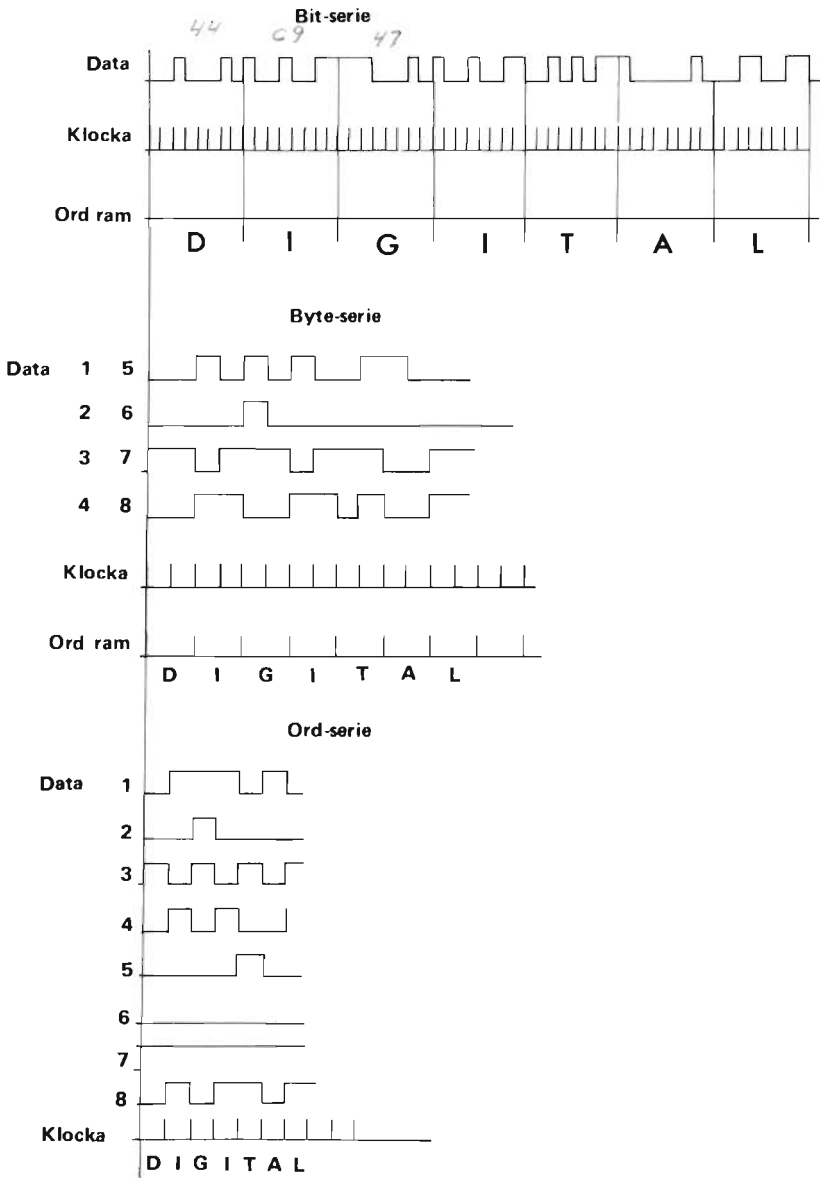 Bit-serie
44 C9 47
Data
Klocka
Ord ram
D I G I T A L
Byte-serie
Data 1 5
2 6
3 7
4 8
Klocka
Ord ram
D I G I T A L
Ord-serie
Data 1
2
3
4
5
6
7
8
Klocka
D I G I T A L